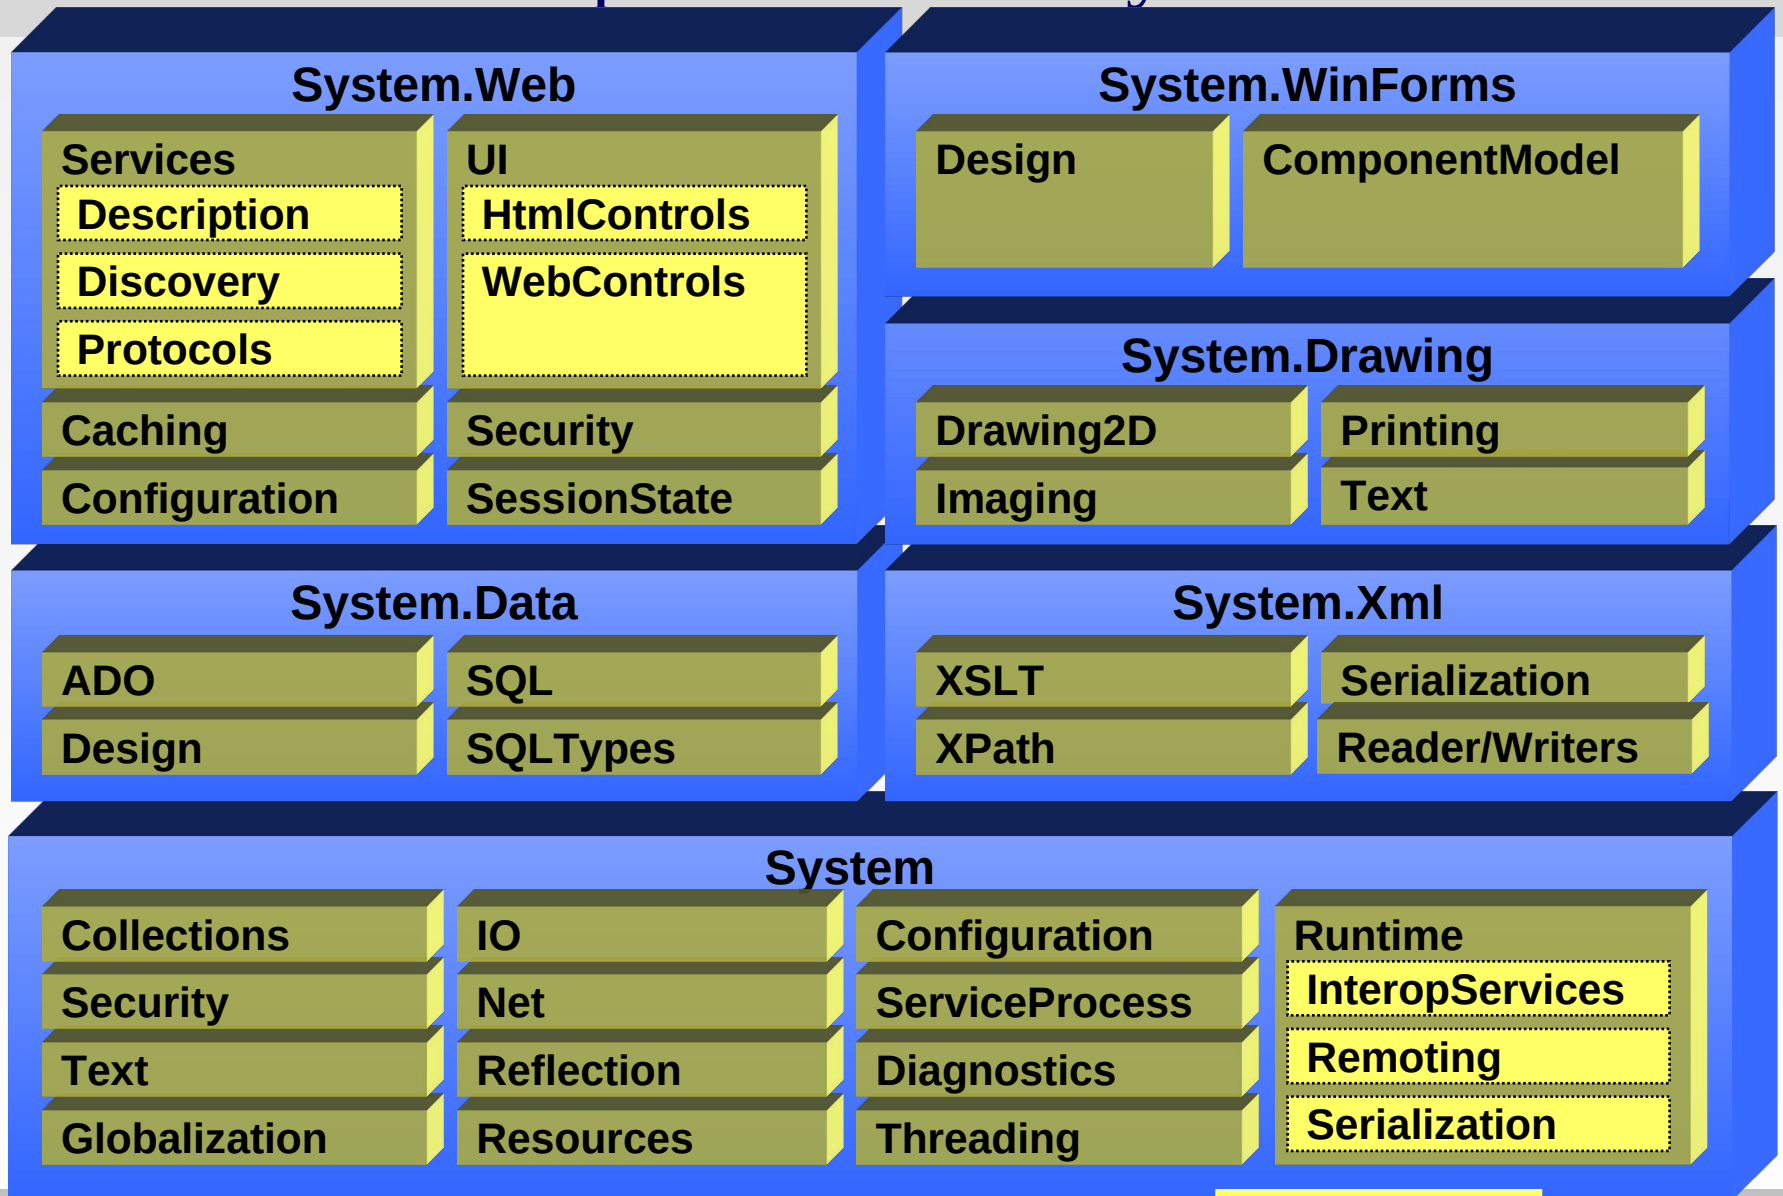 System.Web
Services
Description
Discovery
Protocols
UI
HtmlControls
WebControls
Caching
Security
Configuration
SessionState
System.WinForms
Design
ComponentModel
System.Drawing
Drawing2D
Printing
Imaging
Text
System.Data
ADO
SQL
Design
SQLTypes
System.Xml
XSLT
Serialization
XPath
Reader/Writers
System
Collections
Security
Text
Globalization
IO
Net
Reflection
Resources
Configuration
ServiceProcess
Diagnostics
Threading
Runtime
InteropServices
Remoting
Serialization